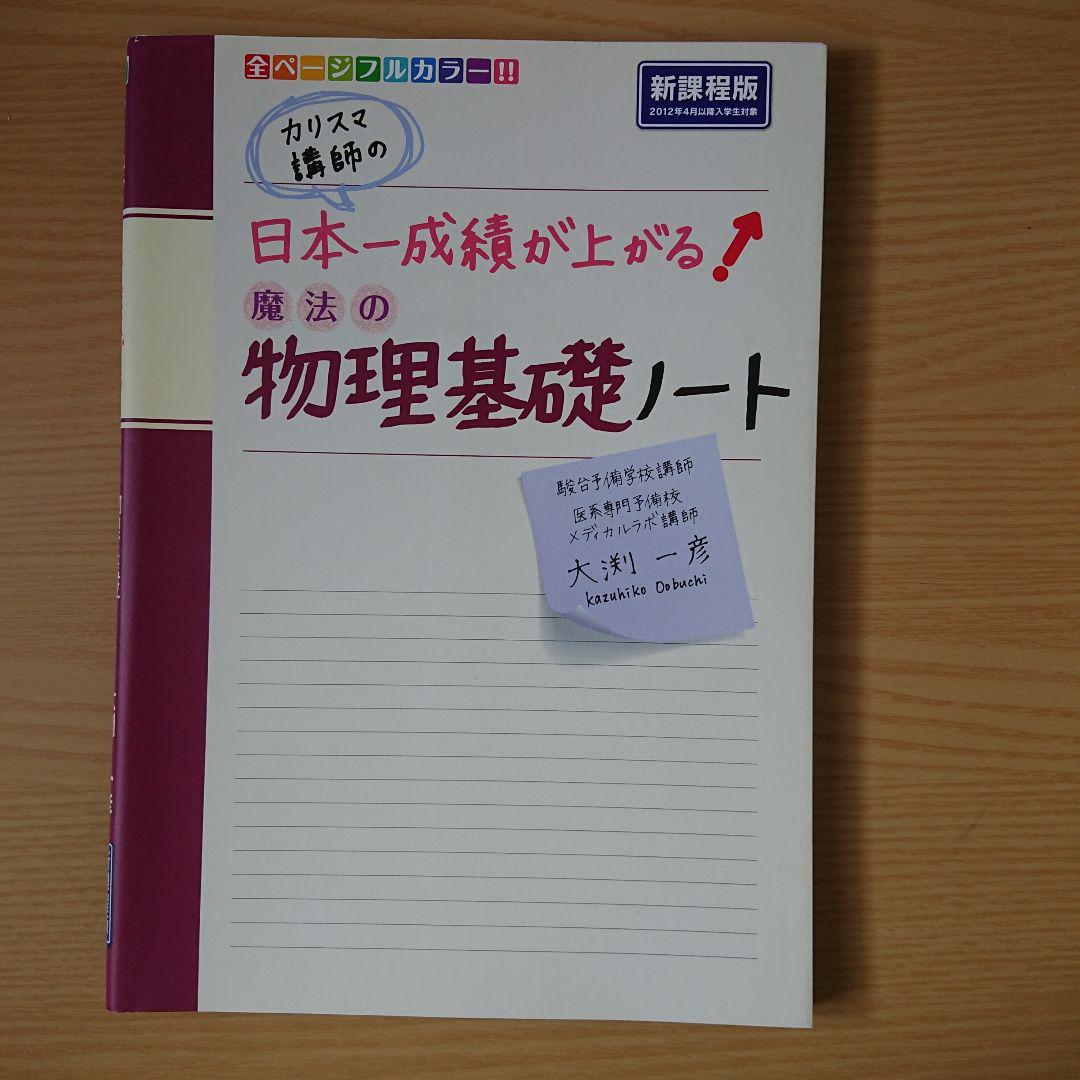 全ページフルカラー!!
新課程版
2012年4月以降入学生対象
カリスマ
講師の
日本一成績が上がる！
魔法の
物理基礎ノート
駿台予備学校講師
医系専門予備校
メディカルラボ講師
大渕 一彦
Kazuhiko Oobuchi